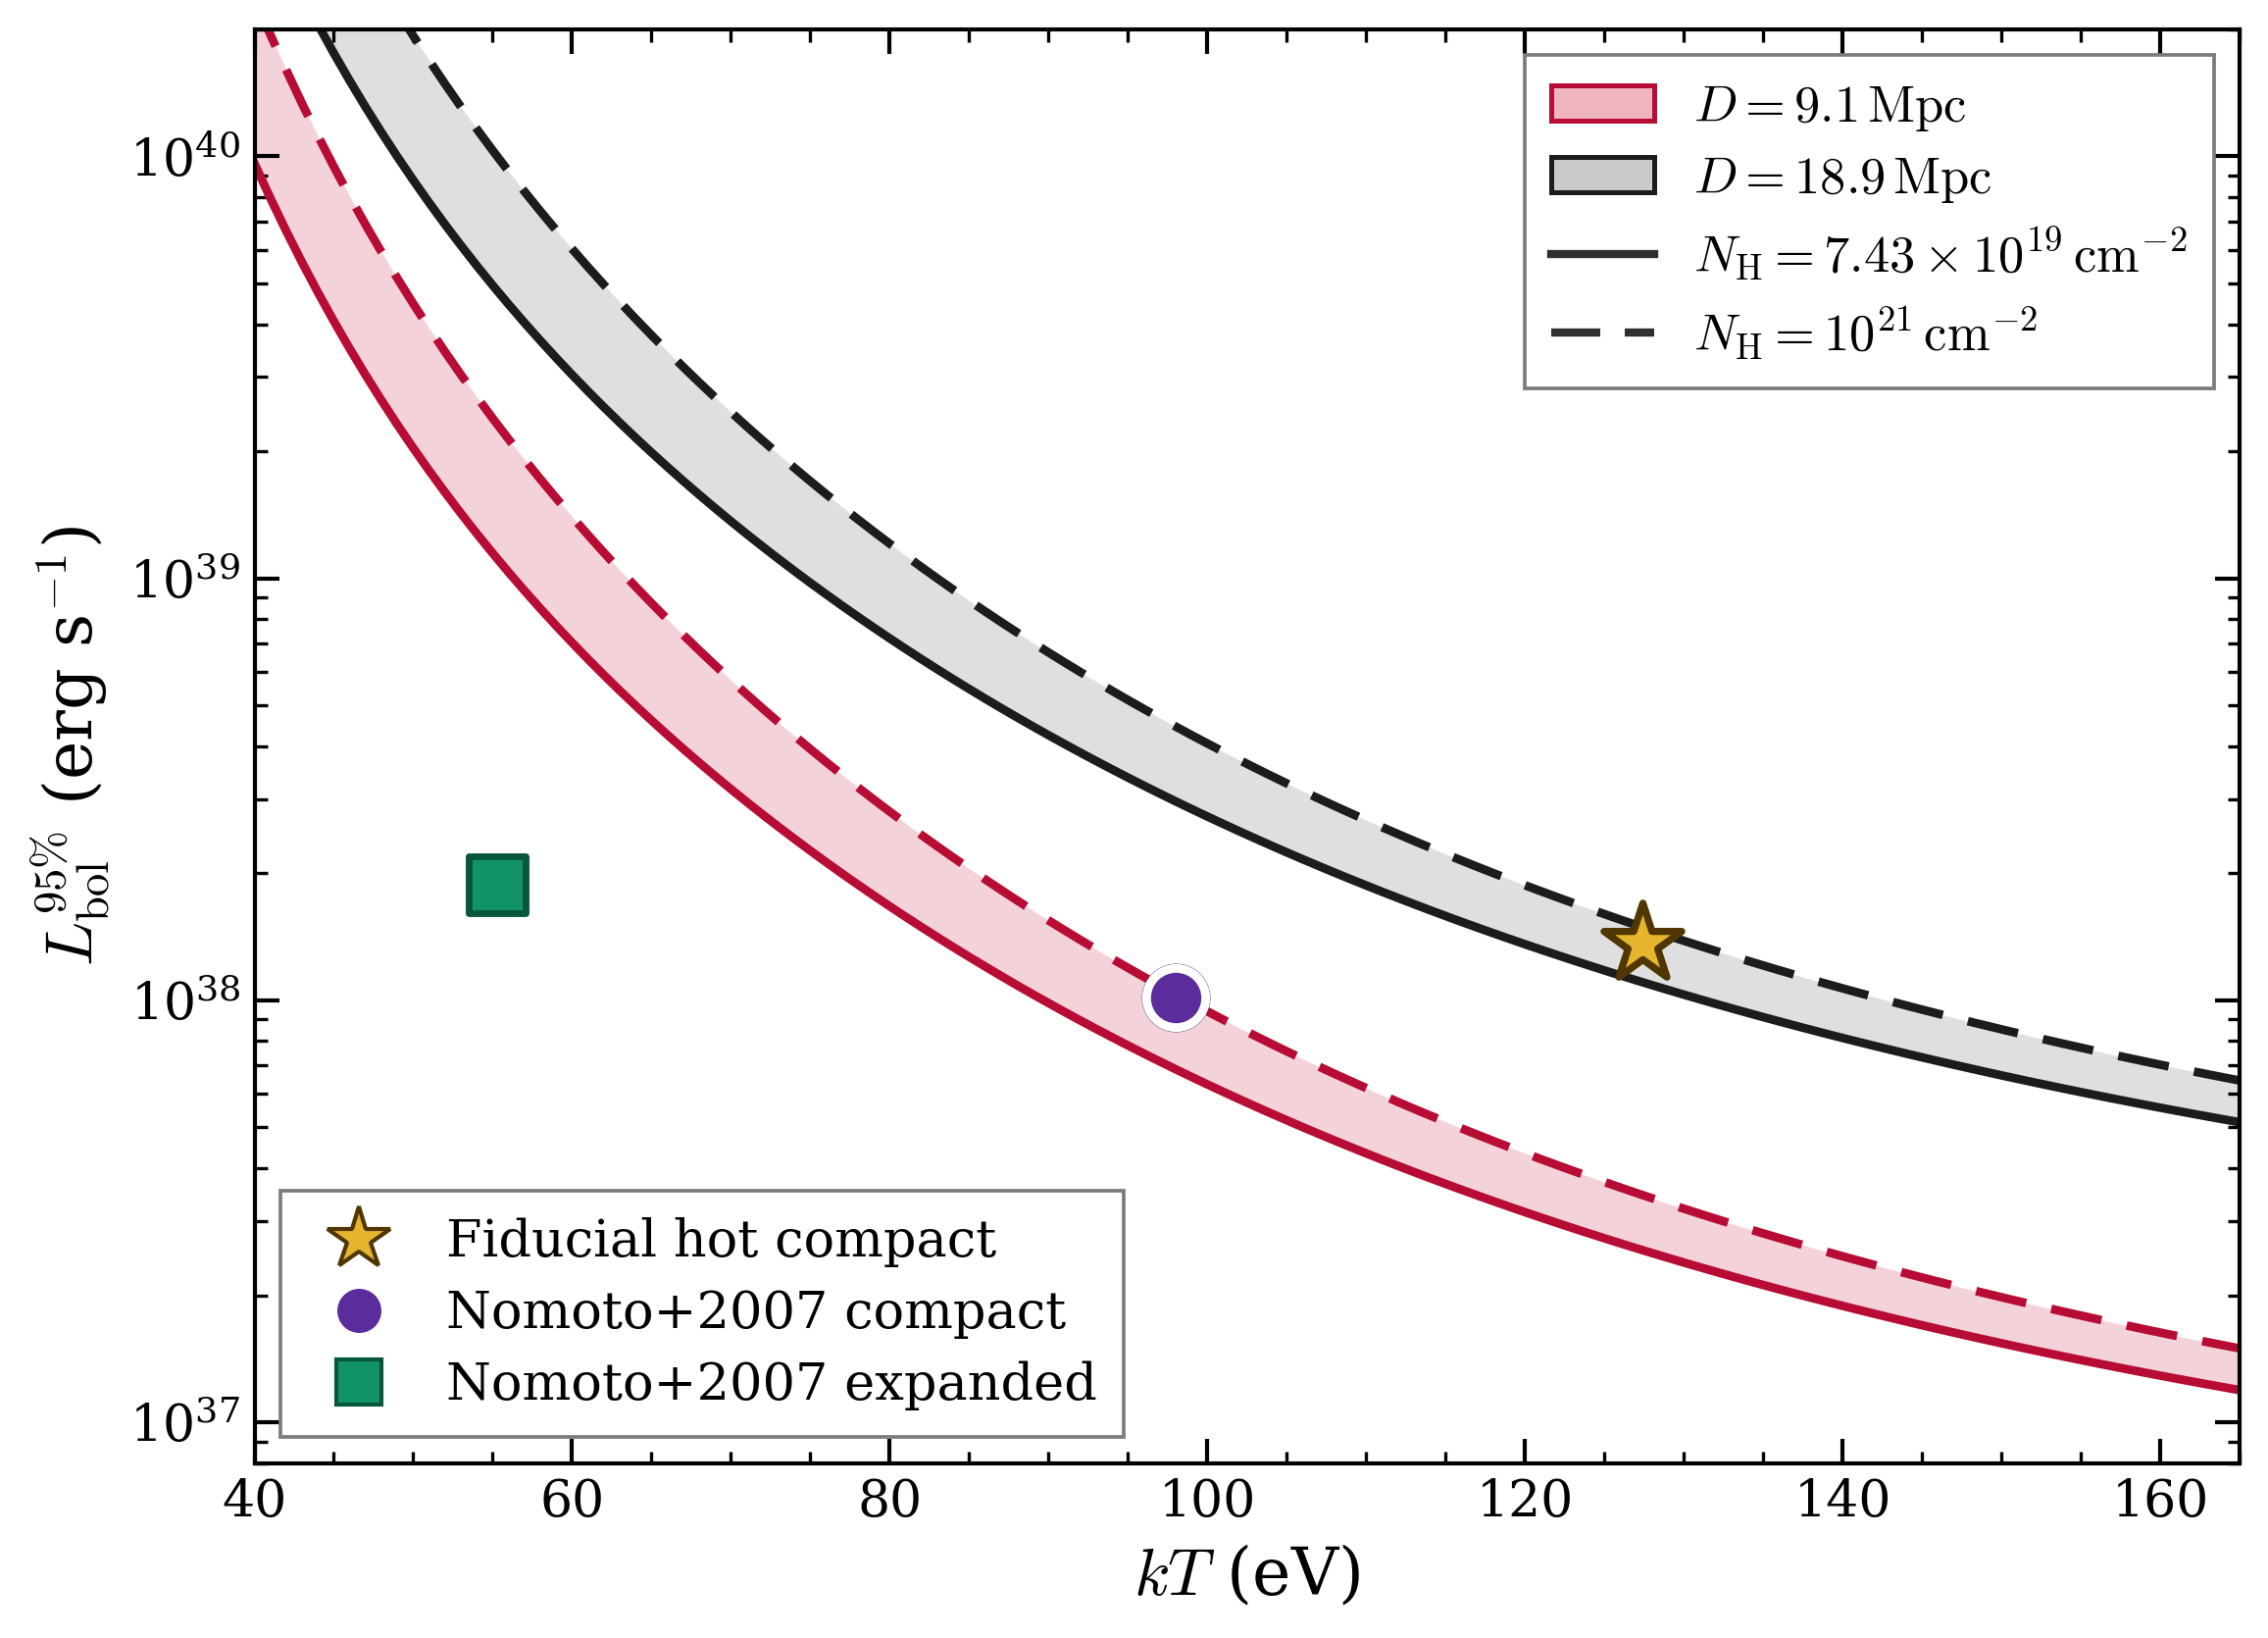 D = 9.1 Mpc
D = 18.9 Mpc
N_H = 7.43 × 10^19 cm^−2
N_H = 10^21 cm^−2
10^40
10^39
10^38
10^37
L_bol^95% (erg s^−1)
Fiducial hot compact
Nomoto+2007 compact
Nomoto+2007 expanded
40 60 80 100 120 140 160
kT (eV)